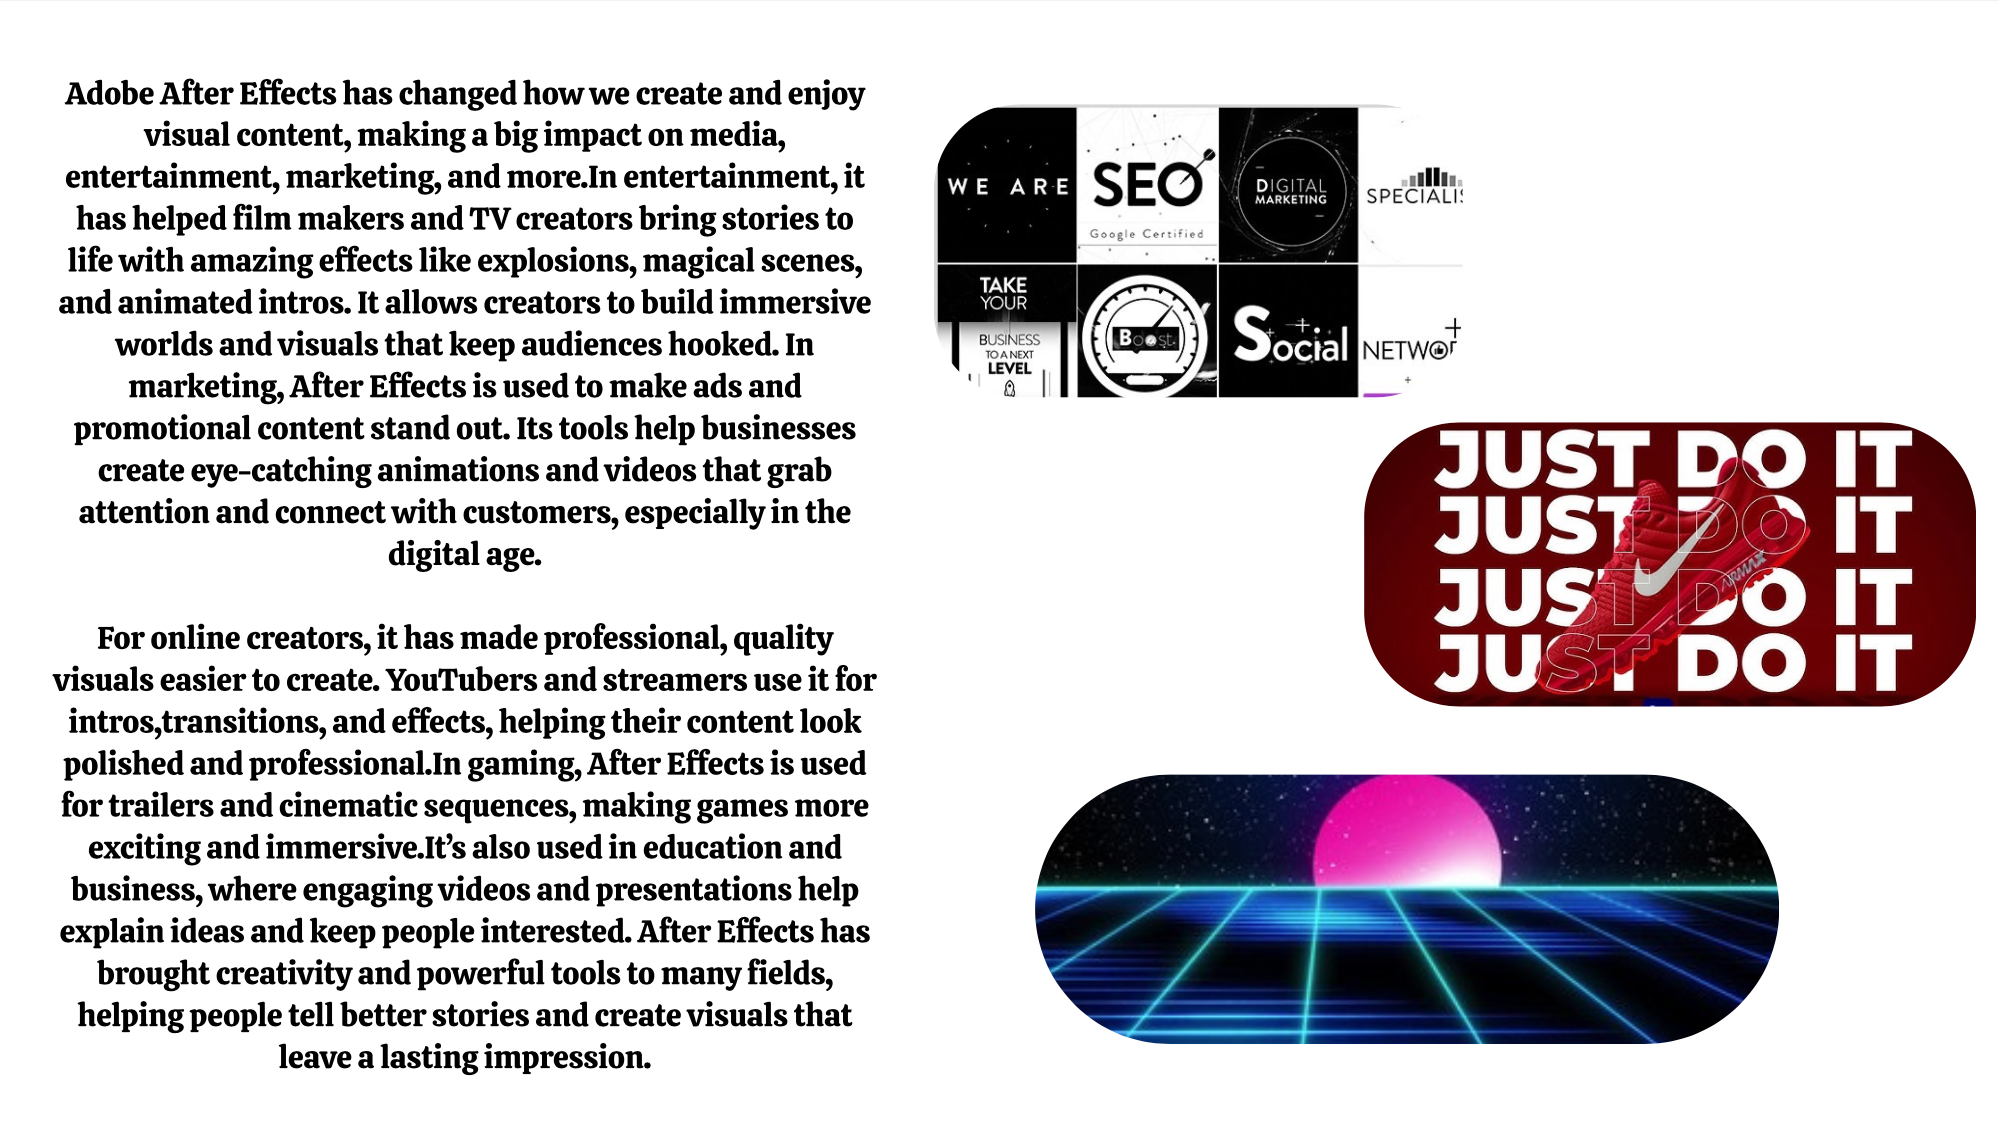 Adobe After Effects has changed how we create and enjoy
visual content, making a big impact on media,
entertainment, marketing, and more.In entertainment, it
has helped film makers and TV creators bring stories to
life with amazing effects like explosions, magical scenes,
and animated intros. It allows creators to build immersive
worlds and visuals that keep audiences hooked. In
marketing, After Effects is used to make ads and
promotional content stand out. Its tools help businesses
create eye-catching animations and videos that grab
attention and connect with customers, especially in the
digital age.
For online creators, it has made professional, quality
visuals easier to create. YouTubers and streamers use it for
intros,transitions, and effects, helping their content look
polished and professional.In gaming, After Effects is used
for trailers and cinematic sequences, making games more
exciting and immersive.It’s also used in education and
business, where engaging videos and presentations help
explain ideas and keep people interested. After Effects has
brought creativity and powerful tools to many fields,
helping people tell better stories and create visuals that
leave a lasting impression.
WE ARE
SEO
Google Certified
DIGITAL
MARKETING
SPECIALIS
TAKE
YOUR
BUSINESS
TO A NEXT
LEVEL
Boost
Social
NETWOR
JUST DO IT
JUST DO IT
JUST DO IT
JUST DO IT
AIRMAX